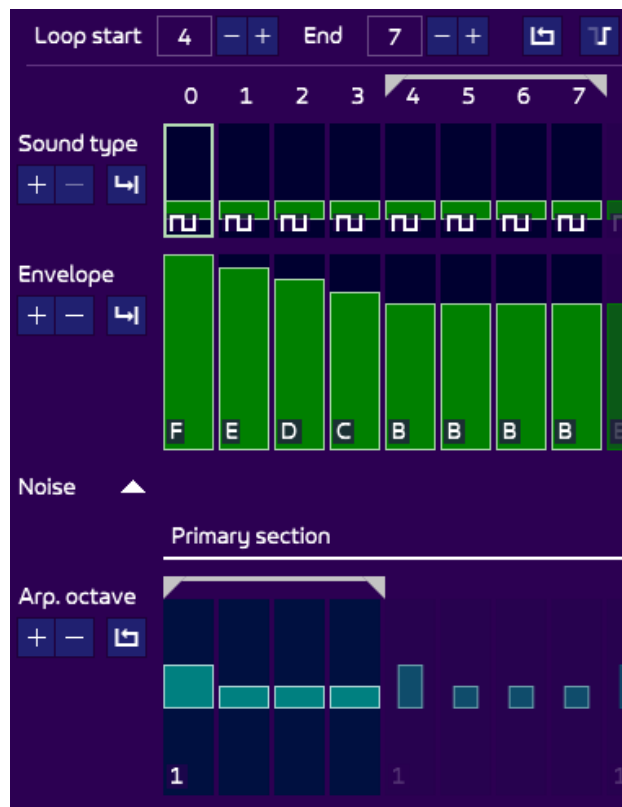 Loop start 4 − + End 7 − +
0 1 2 3 4 5 6 7
Sound type
+ −
Envelope
+ −
F E D C B B B B
Noise
Primary section
Arp. octave
+ −
1 1